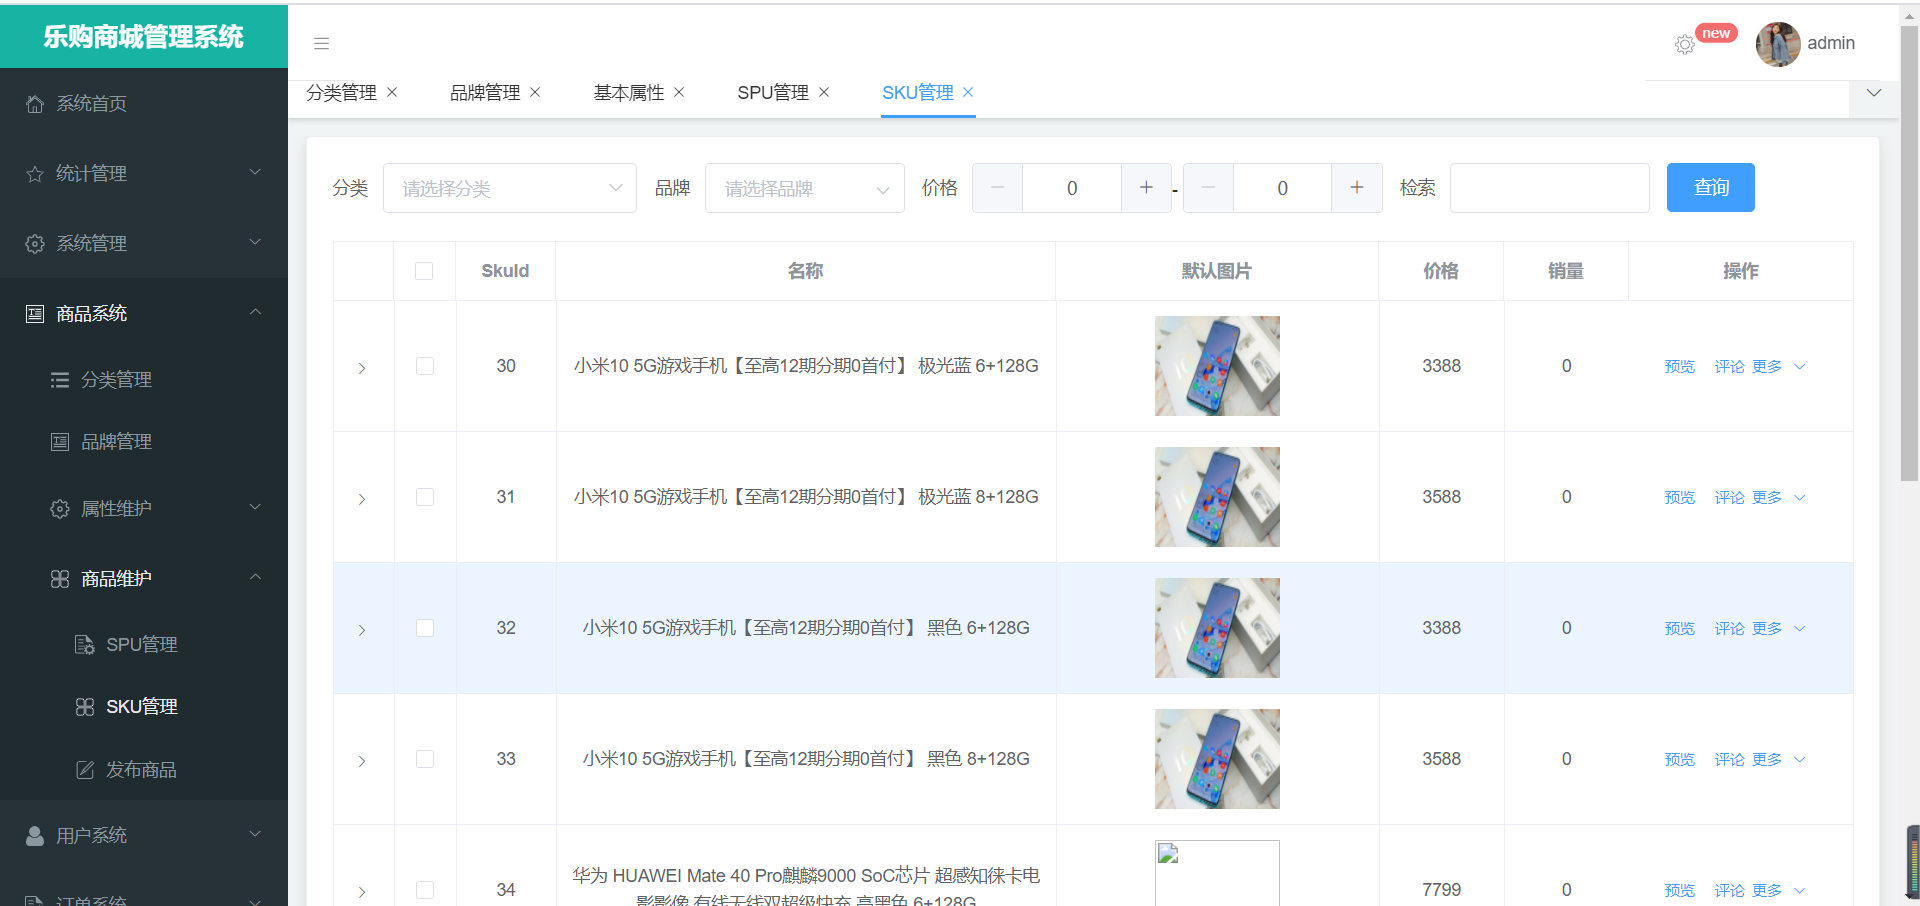 乐购商城管理系统
new
admin
系统首页
统计管理
系统管理
商品系统
分类管理
品牌管理
属性维护
商品维护
SPU管理
SKU管理
发布商品
用户系统
订单系统
分类管理 × 品牌管理 × 基本属性 × SPU管理 × SKU管理 ×
分类 请选择分类 品牌 请选择品牌 价格 − 0 + - − 0 + 检索 查询
SkuId 名称 默认图片 价格 销量 操作
30 小米10 5G游戏手机【至高12期分期0首付】 极光蓝 6+128G 3388 0 预览 评论 更多
31 小米10 5G游戏手机【至高12期分期0首付】 极光蓝 8+128G 3588 0 预览 评论 更多
32 小米10 5G游戏手机【至高12期分期0首付】 黑色 6+128G 3388 0 预览 评论 更多
33 小米10 5G游戏手机【至高12期分期0首付】 黑色 8+128G 3588 0 预览 评论 更多
34 华为 HUAWEI Mate 40 Pro麒麟9000 SoC芯片 超感知徕卡电 7799 0 预览 评论 更多
影影像 有线无线双超级快充 亮黑色 6+128G